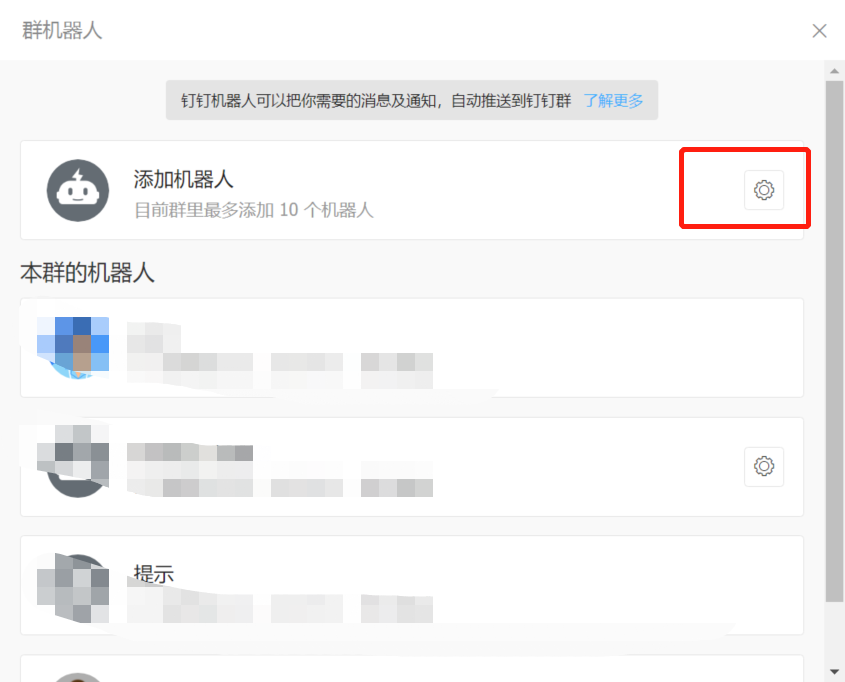 群机器人
钉钉机器人可以把你需要的消息及通知，自动推送到钉钉群 了解更多
添加机器人
目前群里最多添加 10 个机器人
本群的机器人
提示